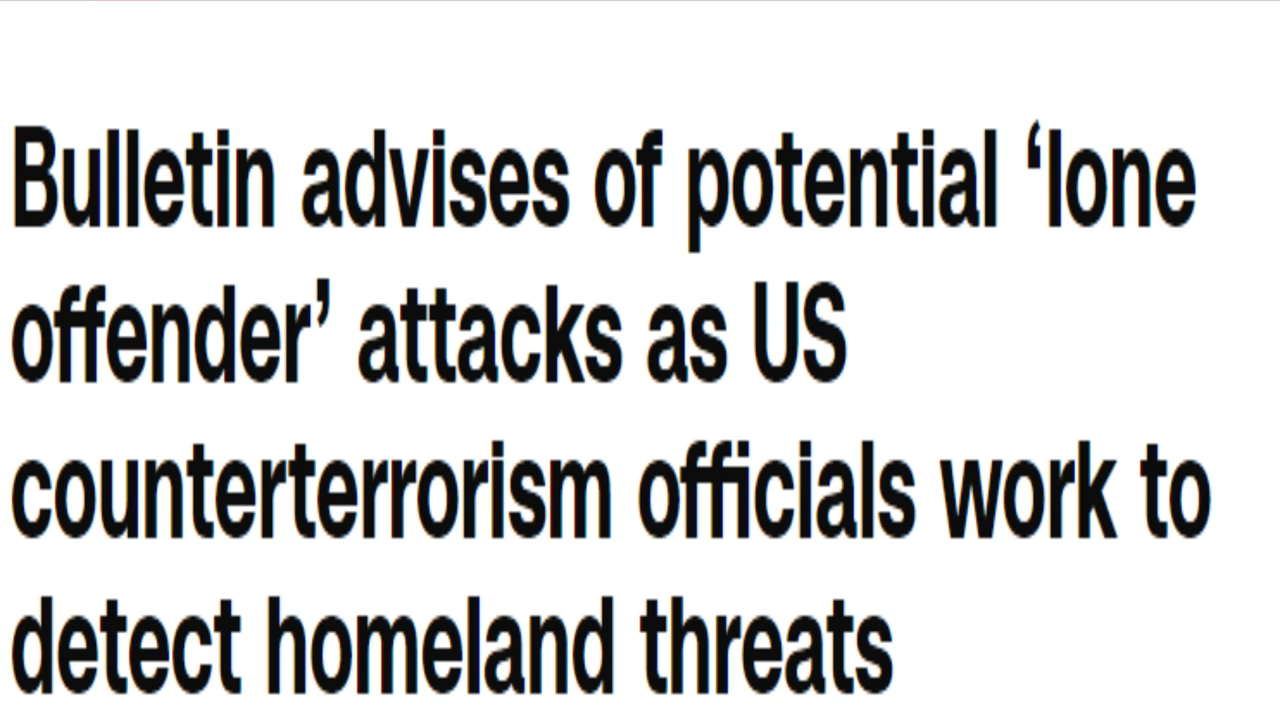 Bulletin advises of potential ‘lone
offender’ attacks as US
counterterrorism officials work to
detect homeland threats